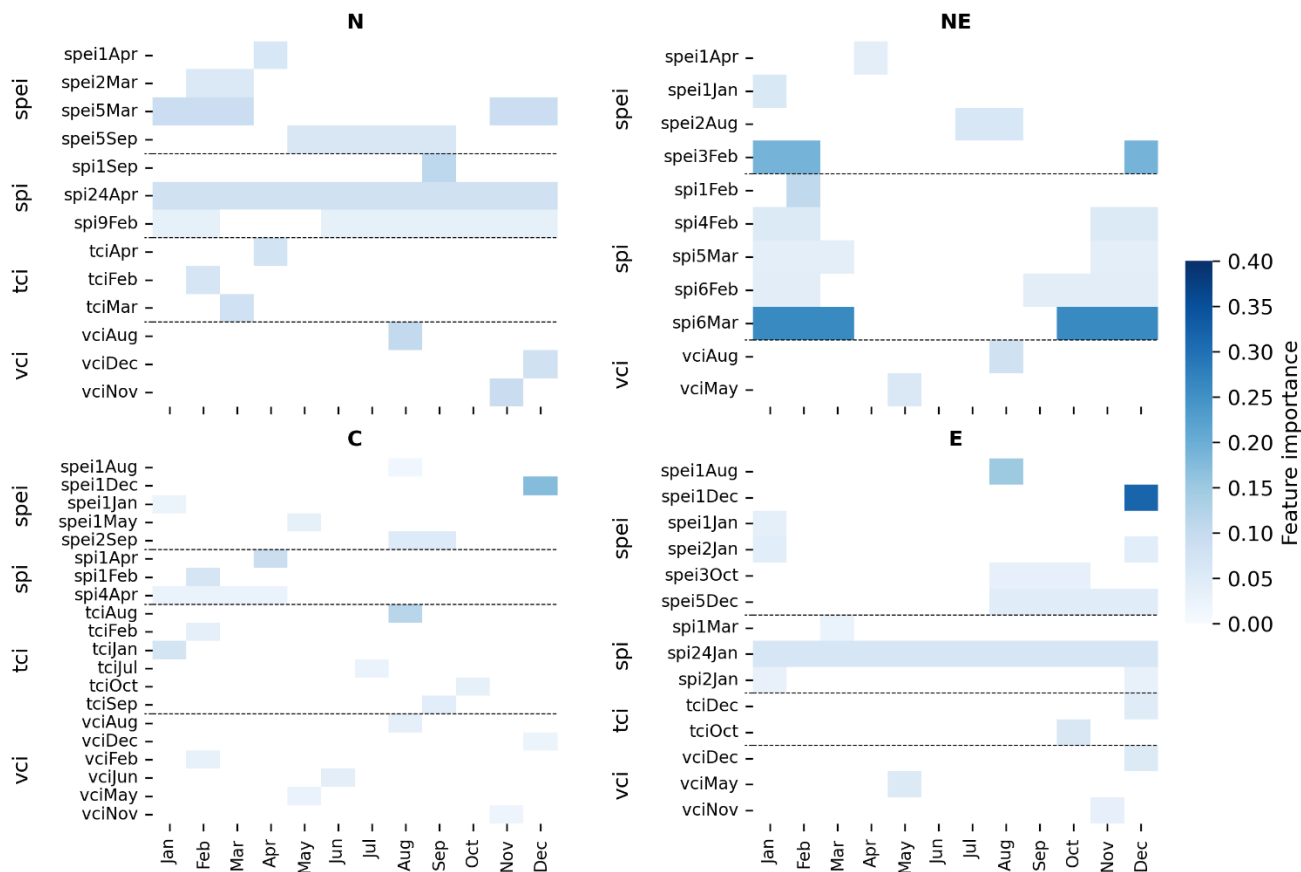 N
spei
spei1Apr
spei2Mar
spei5Mar
spei5Sep
spi
spi1Sep
spi24Apr
spi9Feb
tci
tciApr
tciFeb
tciMar
vci
vciAug
vciDec
vciNov
NE
spei
spei1Apr
spei1Jan
spei2Aug
spei3Feb
spi
spi1Feb
spi4Feb
spi5Mar
spi6Feb
spi6Mar
vci
vciAug
vciMay
C
spei
spei1Aug
spei1Dec
spei1Jan
spei1May
spei2Sep
spi
spi1Apr
spi1Feb
spi4Apr
tci
tciAug
tciFeb
tciJan
tciJul
tciOct
tciSep
vci
vciAug
vciDec
vciFeb
vciJun
vciMay
vciNov
Jan Feb Mar Apr May Jun Jul Aug Sep Oct Nov Dec
E
spei
spei1Aug
spei1Dec
spei1Jan
spei2Jan
spei3Oct
spei5Dec
spi
spi1Mar
spi24Jan
spi2Jan
tci
tciDec
tciOct
vci
vciDec
vciMay
vciNov
Jan Feb Mar Apr May Jun Jul Aug Sep Oct Nov Dec
0.40
0.35
0.30
0.25
0.20
0.15
0.10
0.05
0.00
Feature importance